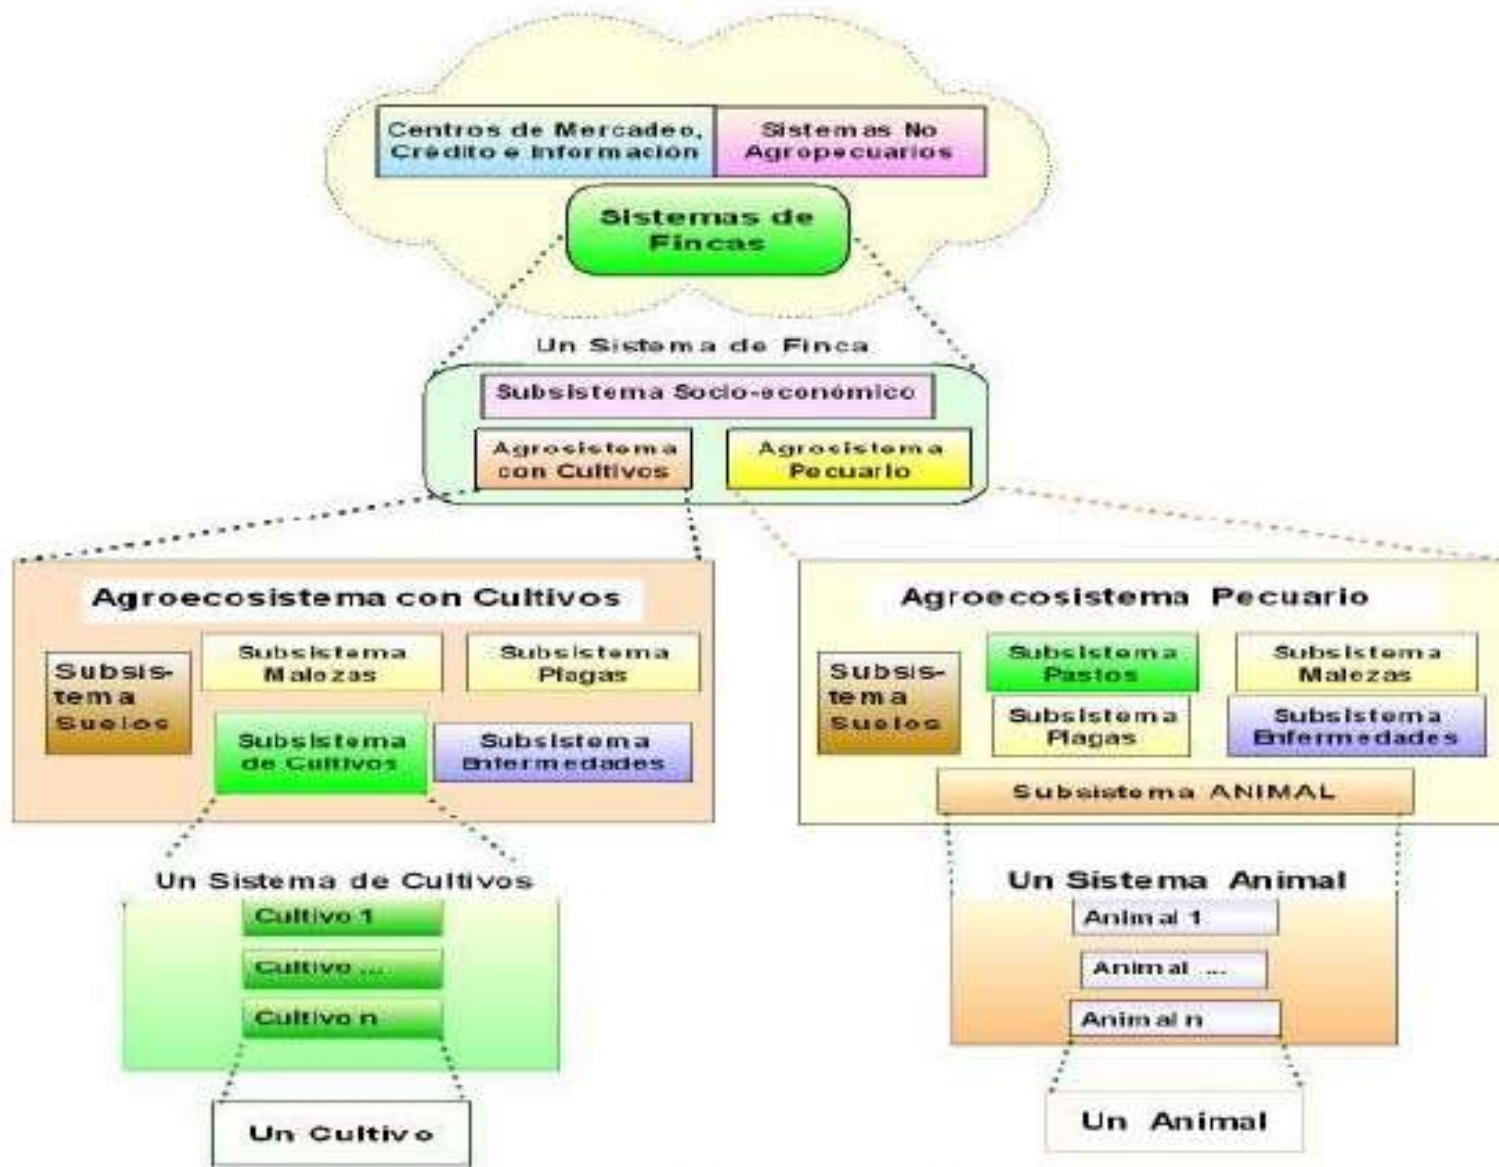 Centros de Mercadeo,
Crédito e Información
Sistemas No
Agropecuarios
Sistemas de
Fincas
Un Sistema de Finca
Subsistema Socio-económico
Agrosistema
con Cultivos
Agrosistema
Pecuario
Agroecosistema con Cultivos
Subsis-
tema
Suelos
Subsistema
Malezas
Subsistema
Plagas
Subsistema
de Cultivos
Subsistema
Enfermedades
Agroecosistema Pecuario
Subsis-
tema
Suelos
Subsistema
Pastos
Subsistema
Malezas
Subsistema
Plagas
Subsistema
Enfermedades
Subsistema ANIMAL
Un Sistema de Cultivos
Cultivo 1
Cultivo ...
Cultivo n
Un Cultivo
Un Sistema Animal
Animal 1
Animal ...
Animal n
Un Animal